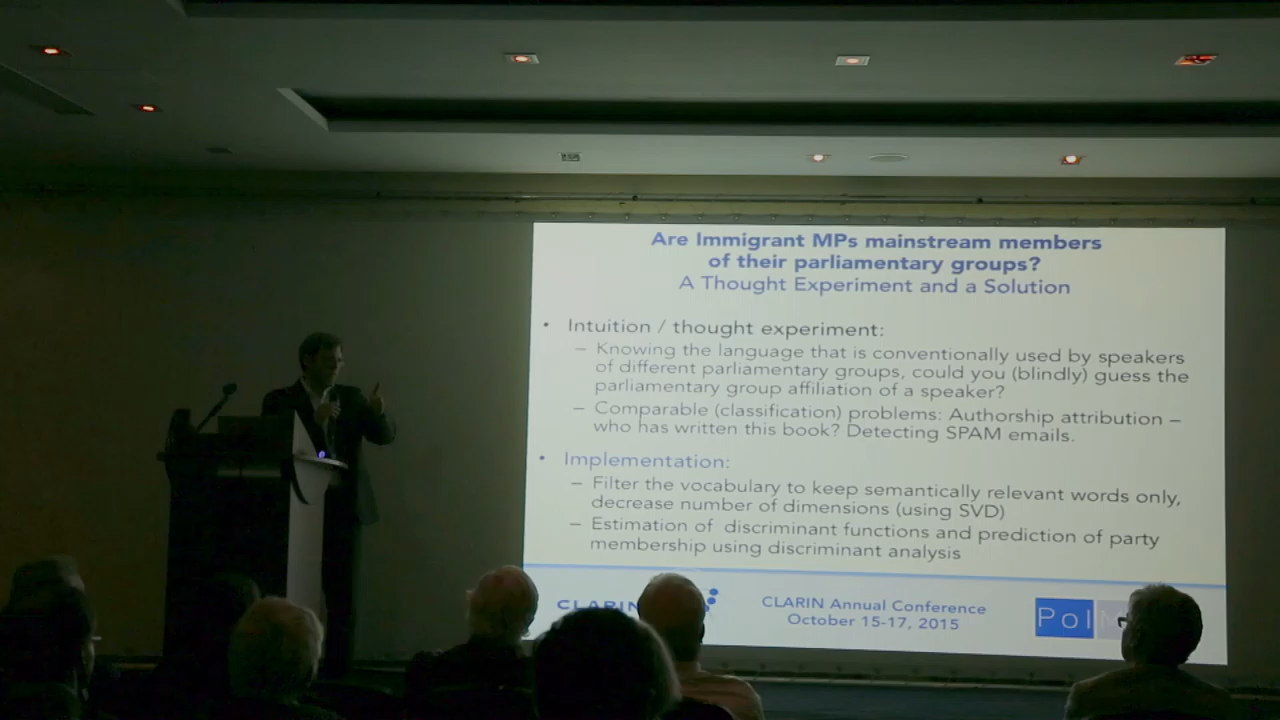 Are Immigrant MPs mainstream members
of their parliamentary groups?
A Thought Experiment and a Solution
• Intuition / thought experiment:
– Knowing the language that is conventionally used by speakers
of different parliamentary groups, could you (blindly) guess the
parliamentary group affiliation of a speaker?
– Comparable (classification) problems: Authorship attribution –
who has written this book? Detecting SPAM emails.
• Implementation:
– Filter the vocabulary to keep semantically relevant words only,
decrease number of dimensions (using SVD)
– Estimation of discriminant functions and prediction of party
membership using discriminant analysis
CLARIN
CLARIN Annual Conference
October 15-17, 2015
Pol